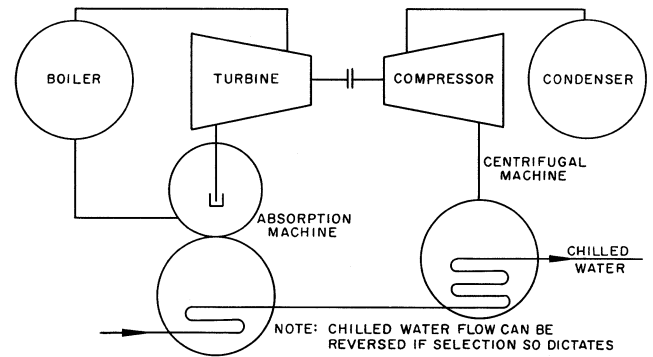 BOILER
TURBINE
COMPRESSOR
CONDENSER
CENTRIFUGAL
MACHINE
ABSORPTION
MACHINE
CHILLED
WATER
NOTE: CHILLED WATER FLOW CAN BE
REVERSED IF SELECTION SO DICTATES